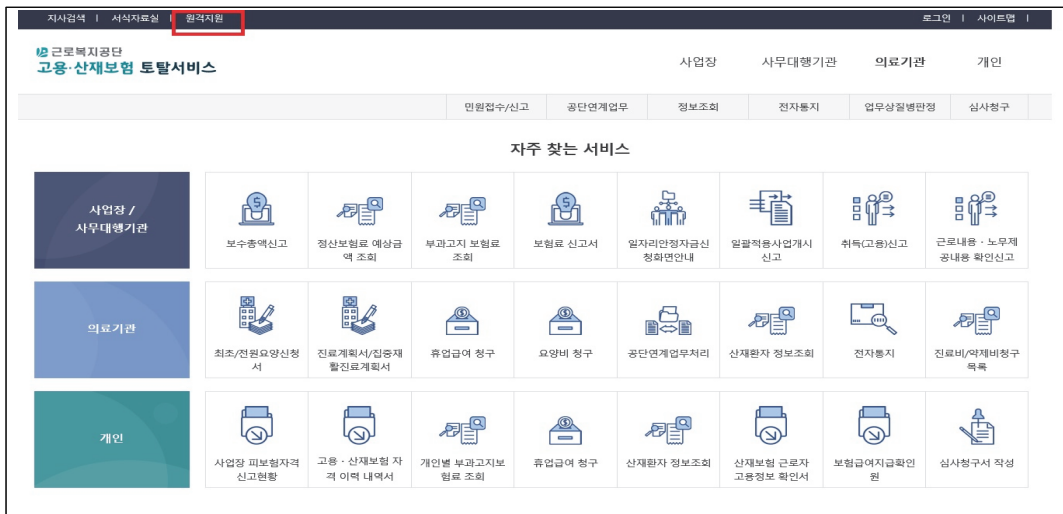 지사검색 | 서식자료실 | 원격지원
로그인 | 사이트맵 |
근로복지공단
고용·산재보험 토탈서비스
사업장 사무대행기관 의료기관 개인
민원접수/신고 공단연계업무 정보조회 전자통지 업무상질병판정 심사청구
자주 찾는 서비스
사업장 /
사무대행기관
보수총액신고
정산보험료 예상금
액 조회
부과고지 보험료
조회
보험료 신고서
일자리안정자금신
청화면안내
일괄적용사업개시
신고
취득(고용)신고
근로내용 · 노무제
공내용 확인신고
의료기관
최초/전원요양신청
서
진료계획서/집중재
활진료계획서
휴업급여 청구
요양비 청구
공단연계업무처리
산재환자 정보조회
전자통지
진료비/약제비청구
목록
개인
사업장 피보험자격
신고현황
고용 · 산재보험 자
격 이력 내역서
개인별 부과고지보
험료 조회
휴업급여 청구
산재환자 정보조회
산재보험 근로자
고용정보 확인서
보험급여지급확인
원
심사청구서 작성